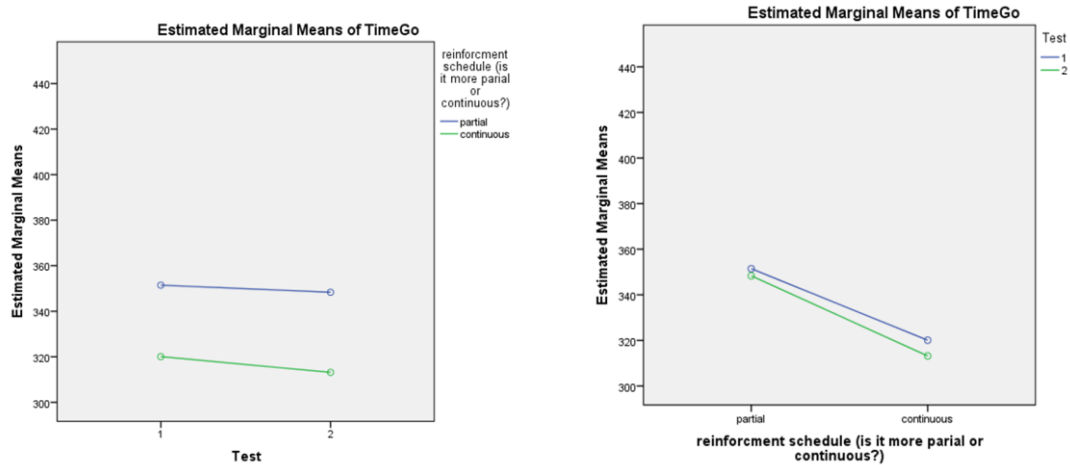 Estimated Marginal Means of TimeGo
reinforcment
schedule (is
it more parial
or
continuous?)
partial
continuous
Estimated Marginal Means
440
420
400
380
360
340
320
300
1
2
Test
Estimated Marginal Means of TimeGo
Test
1
2
Estimated Marginal Means
440
420
400
380
360
340
320
300
partial
continuous
reinforcment schedule (is it more parial or
continuous?)